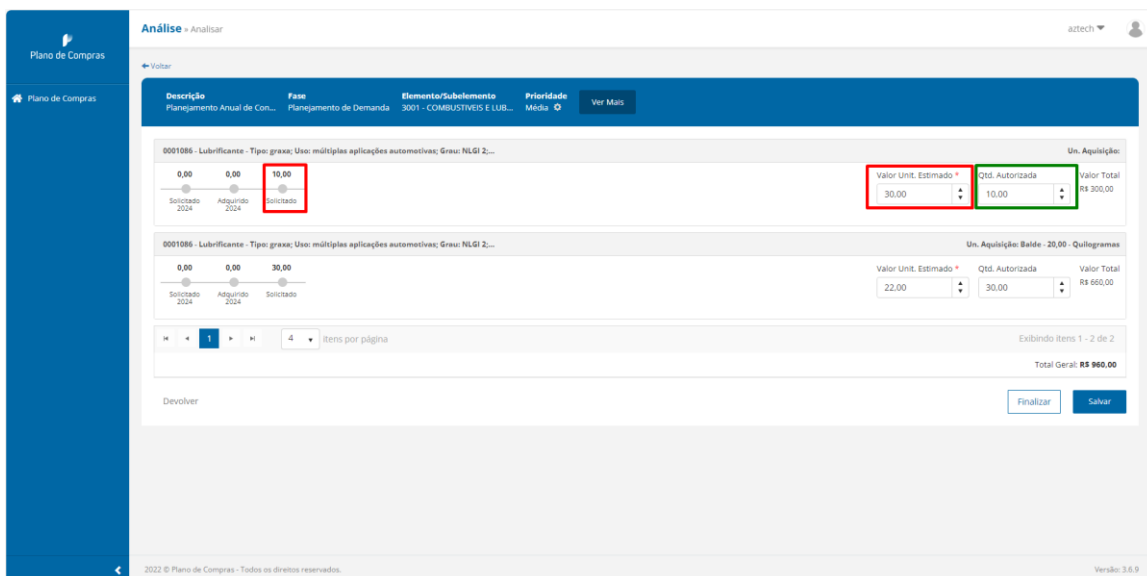 Análise » Analisar
aztech
Plano de Compras
Voltar
Plano de Compras
Descrição Fase Elemento/Subelemento Prioridade
Planejamento Anual de Con... Planejamento de Demanda 3001 - COMBUSTIVEIS E LUB... Média
Ver Mais
0001086 - Lubrificante - Tipo: graxa; Uso: múltiplas aplicações automotivas; Grau: NLGI 2;... Un. Aquisição:
0,00 0,00 10,00
Solicitado 2024
Adquirido 2024
Solicitado
Valor Unit. Estimado * Qtd. Autorizada Valor Total
30.00 10.00 R$ 300,00
0001086 - Lubrificante - Tipo: graxa; Uso: múltiplas aplicações automotivas; Grau: NLGI 2;... Un. Aquisição: Balde - 20,00 - Quilogramas
0,00 0,00 30,00
Solicitado 2024
Adquirido 2024
Solicitado
Valor Unit. Estimado * Qtd. Autorizada Valor Total
22.00 30.00 R$ 660,00
1 4 itens por página Exibindo itens 1 - 2 de 2
Total Geral: R$ 960,00
Devolver Finalizar Salvar
2022 © Plano de Compras - Todos os direitos reservados. Versão: 3.6.9